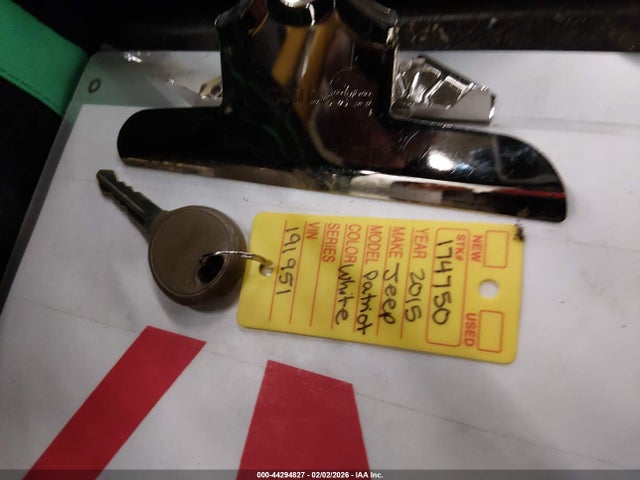 NEW USED
STK# 174750
YEAR 2015
MAKE Jeep
MODEL Patriot
COLOR White
SERIES
VIN 191951
000-44294827 - 02/02/2026 - IAA Inc.